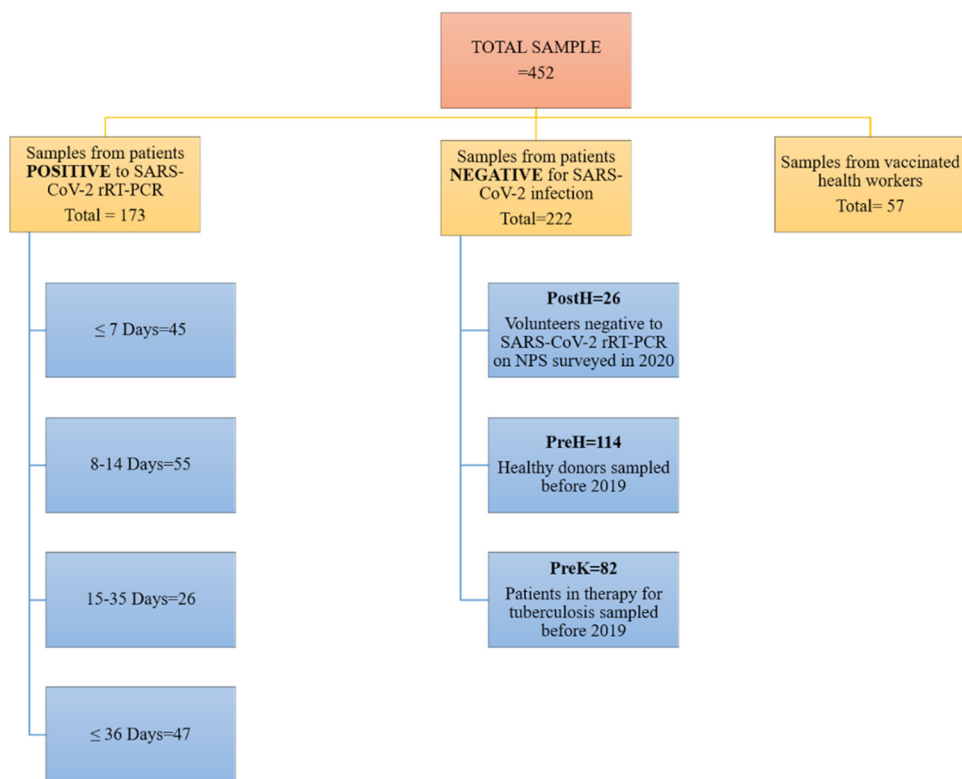 TOTAL SAMPLE
=452
Samples from patients
POSITIVE to SARS-
CoV-2 rRT-PCR
Total = 173
Samples from patients
NEGATIVE for SARS-
CoV-2 infection
Total=222
Samples from vaccinated
health workers
Total= 57
≤ 7 Days=45
8-14 Days=55
15-35 Days=26
≤ 36 Days=47
PostH=26
Volunteers negative to
SARS-CoV-2 rRT-PCR
on NPS surveyed in 2020
PreH=114
Healthy donors sampled
before 2019
PreK=82
Patients in therapy for
tuberculosis sampled
before 2019